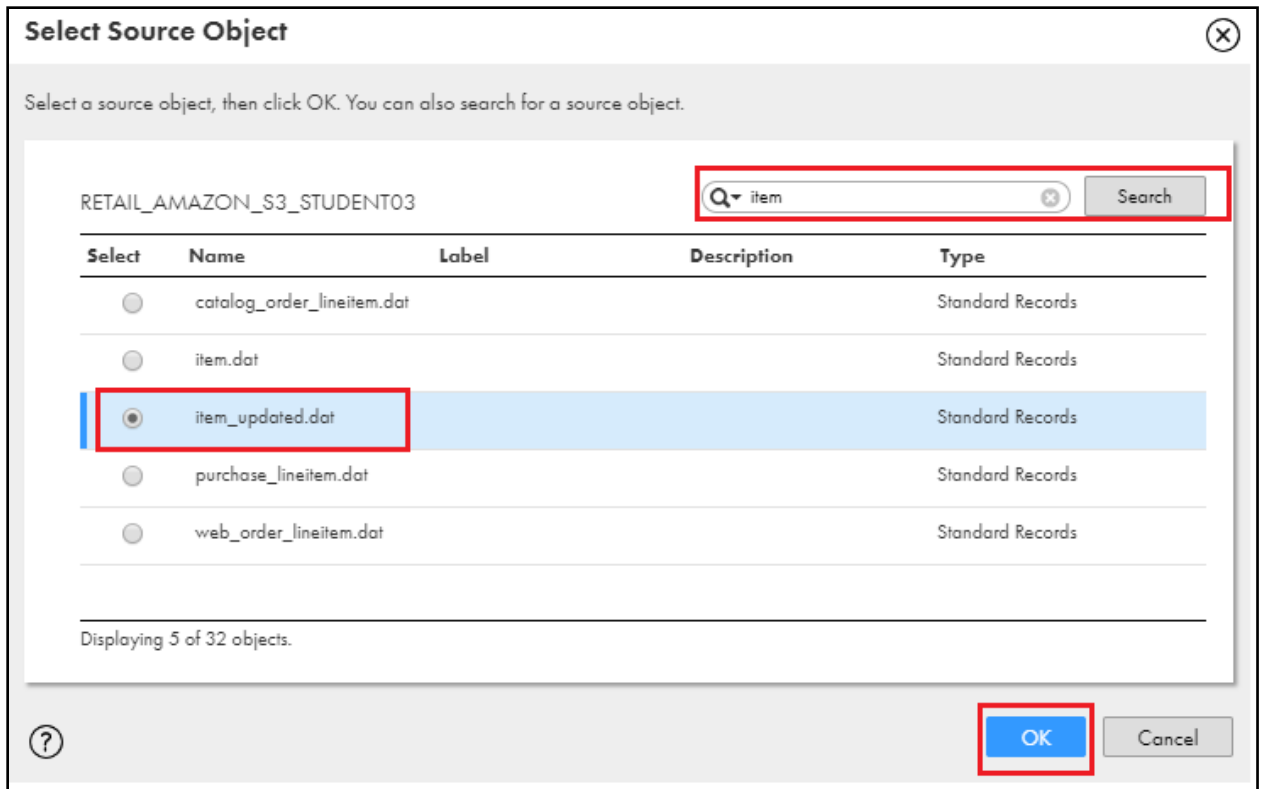 Select Source Object
Select a source object, then click OK. You can also search for a source object.
RETAIL_AMAZON_S3_STUDENT03
item
Search
Select Name Label Description Type
catalog_order_lineitem.dat Standard Records
item.dat Standard Records
item_updated.dat Standard Records
purchase_lineitem.dat Standard Records
web_order_lineitem.dat Standard Records
Displaying 5 of 32 objects.
?
OK
Cancel